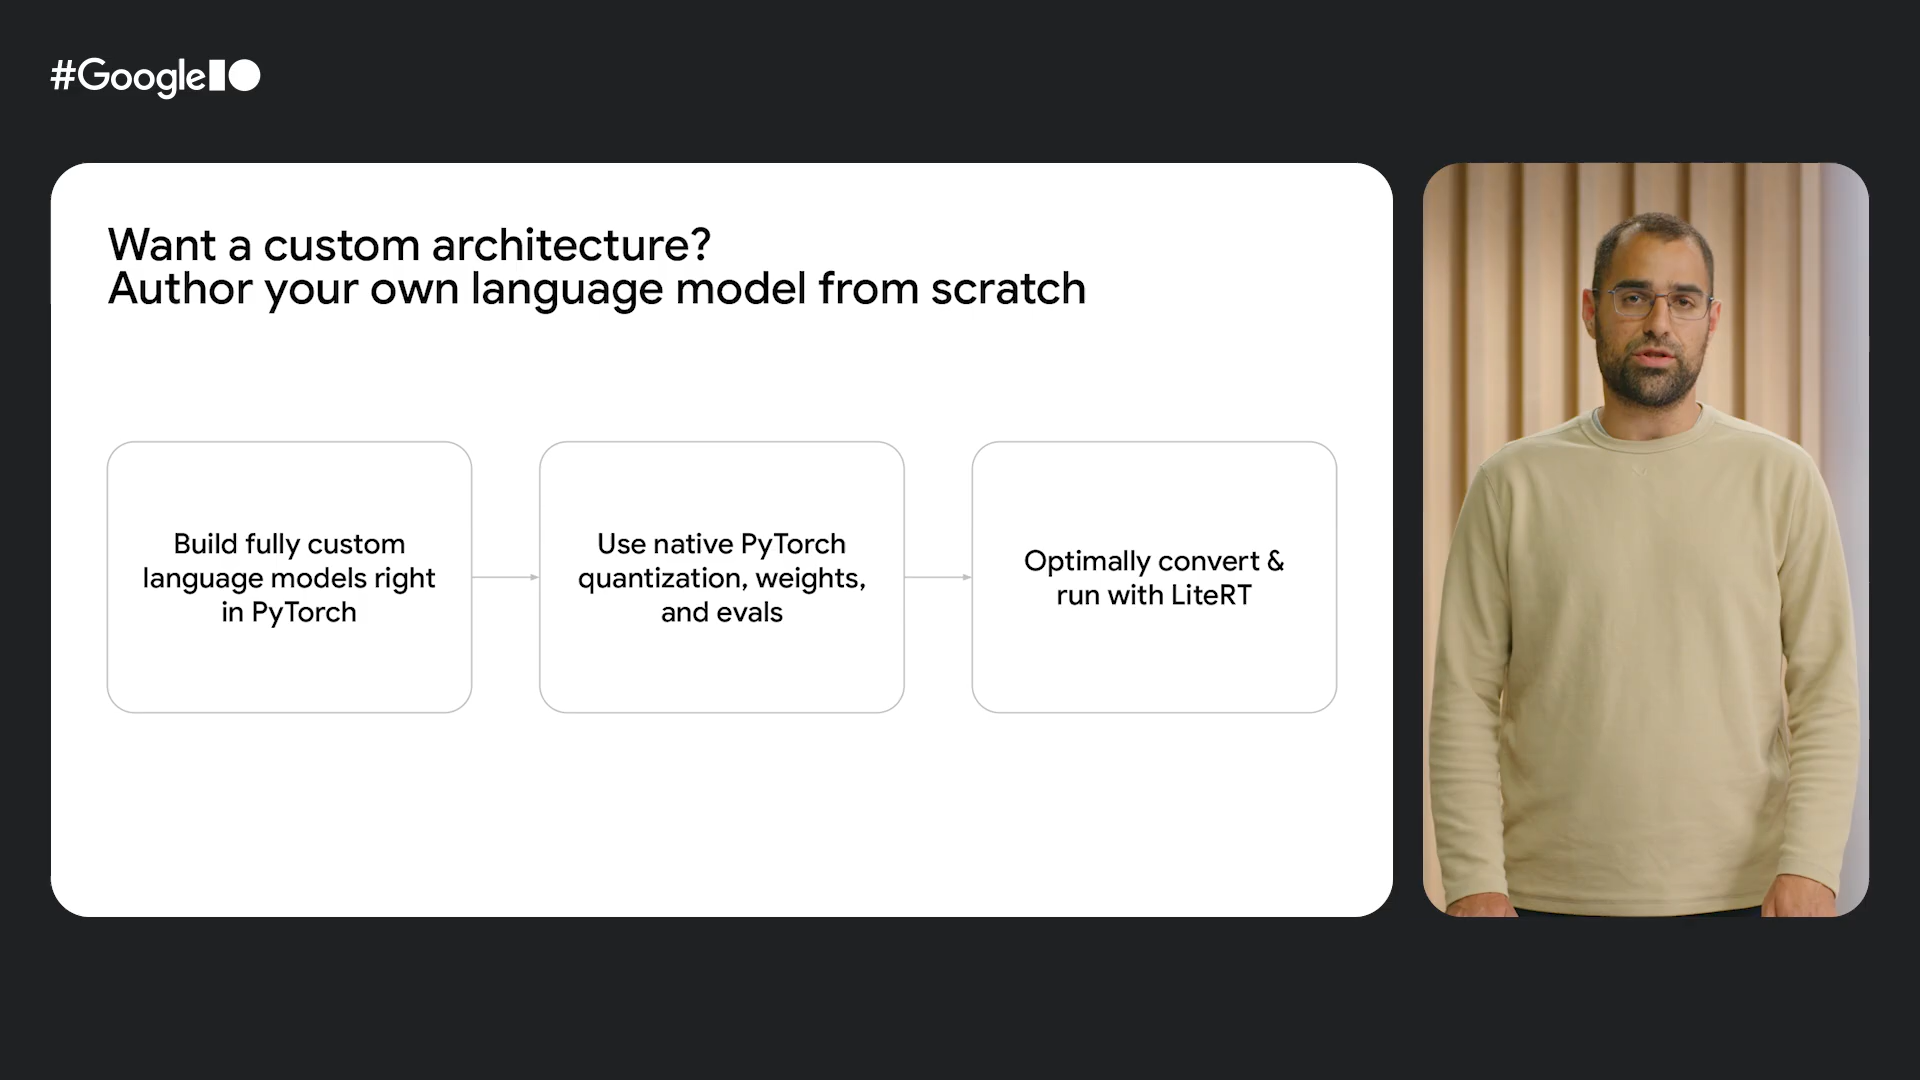 #GoogleIO
Want a custom architecture?
Author your own language model from scratch
Build fully custom
language models right
in PyTorch
Use native PyTorch
quantization, weights,
and evals
Optimally convert &
run with LiteRT